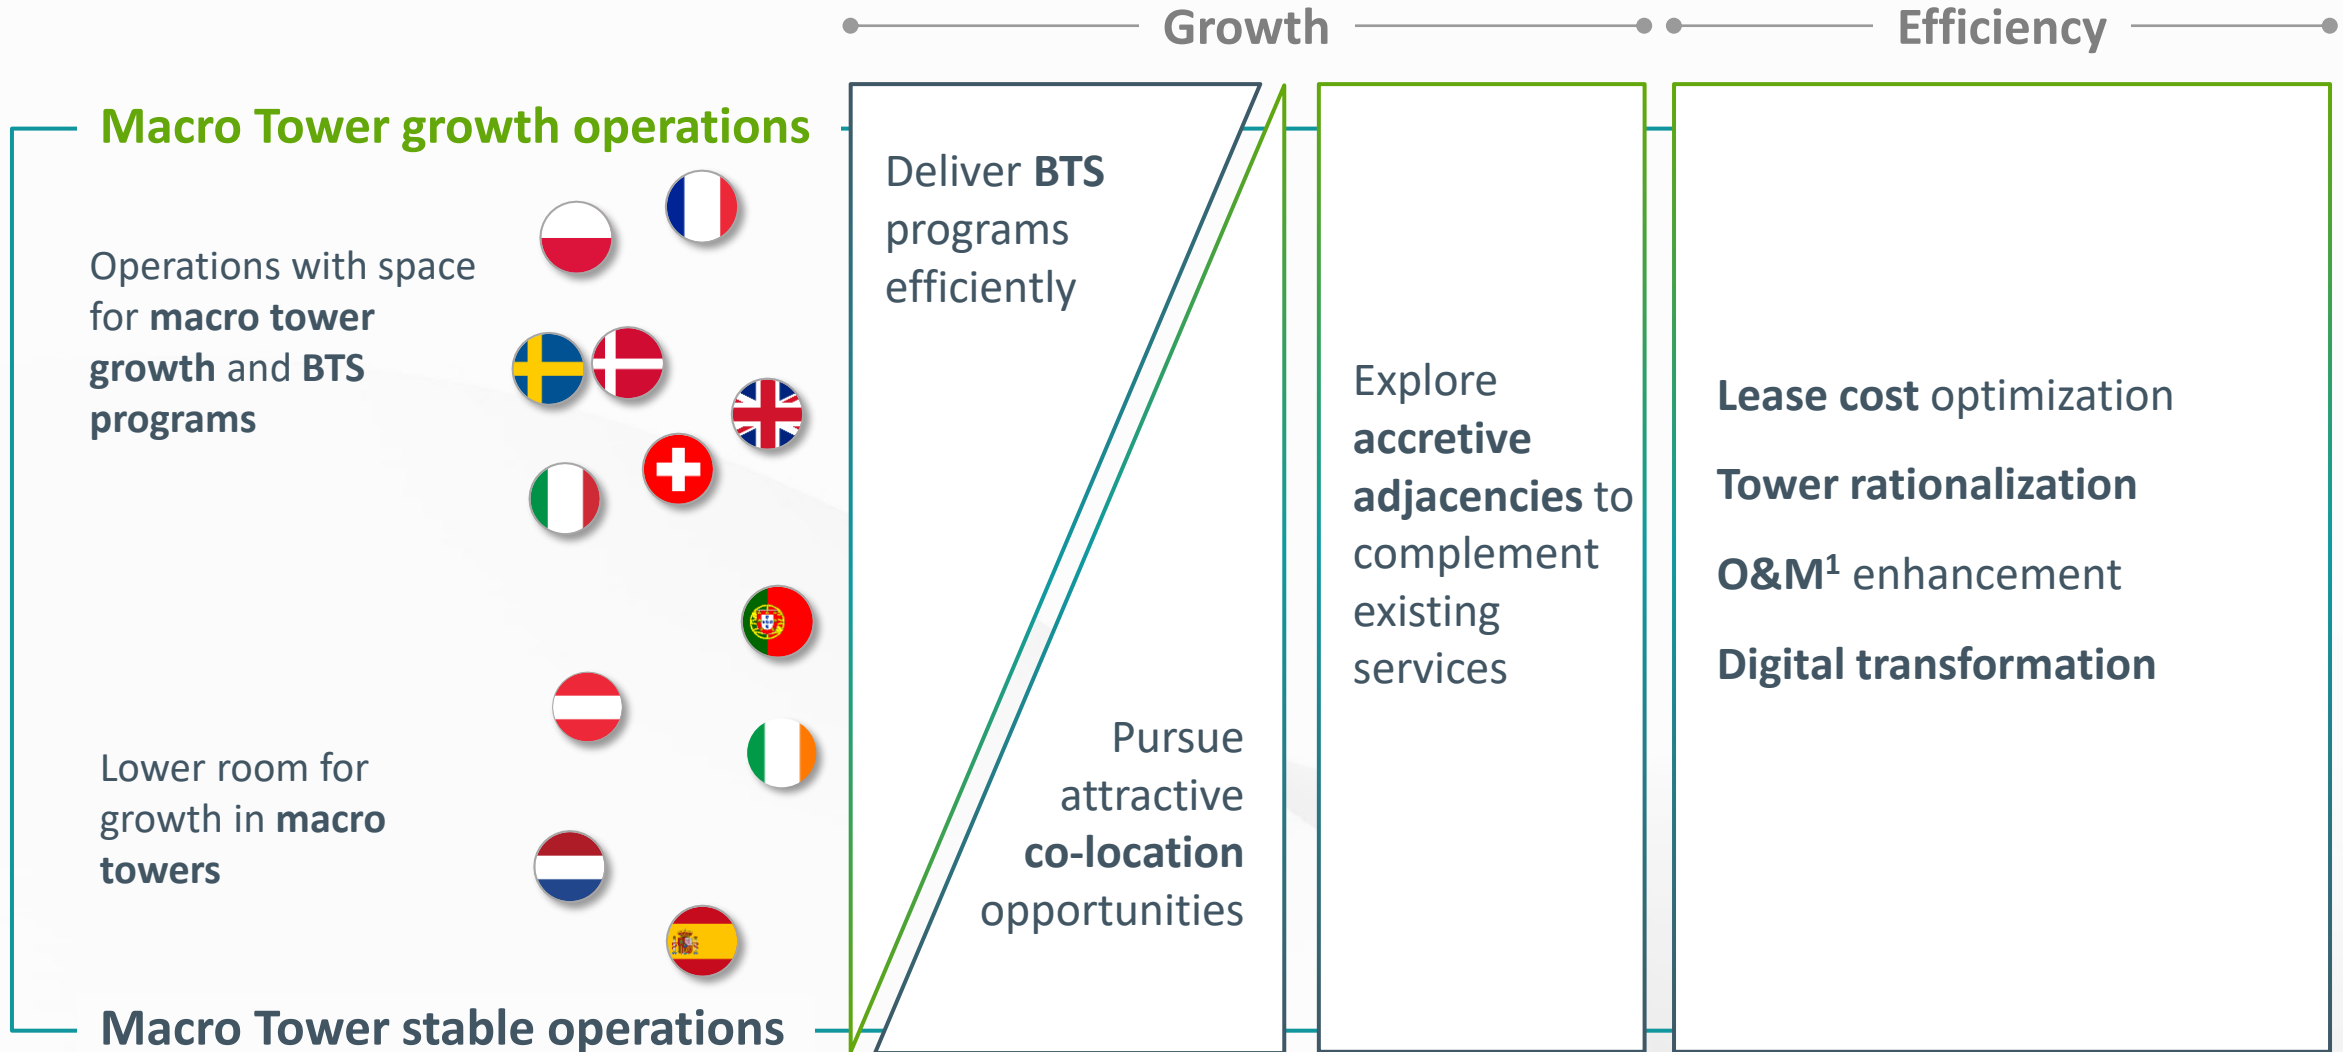 Growth
Efficiency
Macro Tower growth operations
Operations with space
for macro tower
growth and BTS
programs
Lower room for
growth in macro
towers
Macro Tower stable operations
Deliver BTS
programs
efficiently
Pursue
attractive
co-location
opportunities
Explore
accretive
adjacencies to
complement
existing
services
Lease cost optimization
Tower rationalization
O&M¹ enhancement
Digital transformation